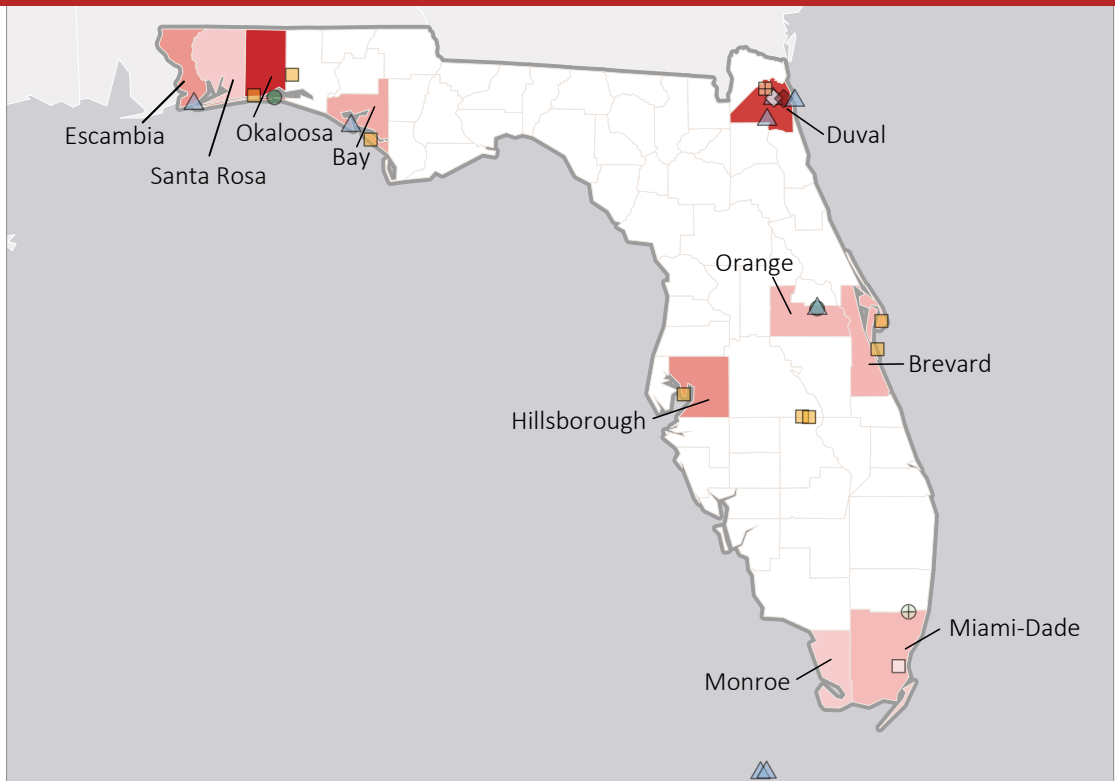 Escambia
Okaloosa
Santa Rosa
Bay
Duval
Orange
Brevard
Hillsborough
Miami-Dade
Monroe